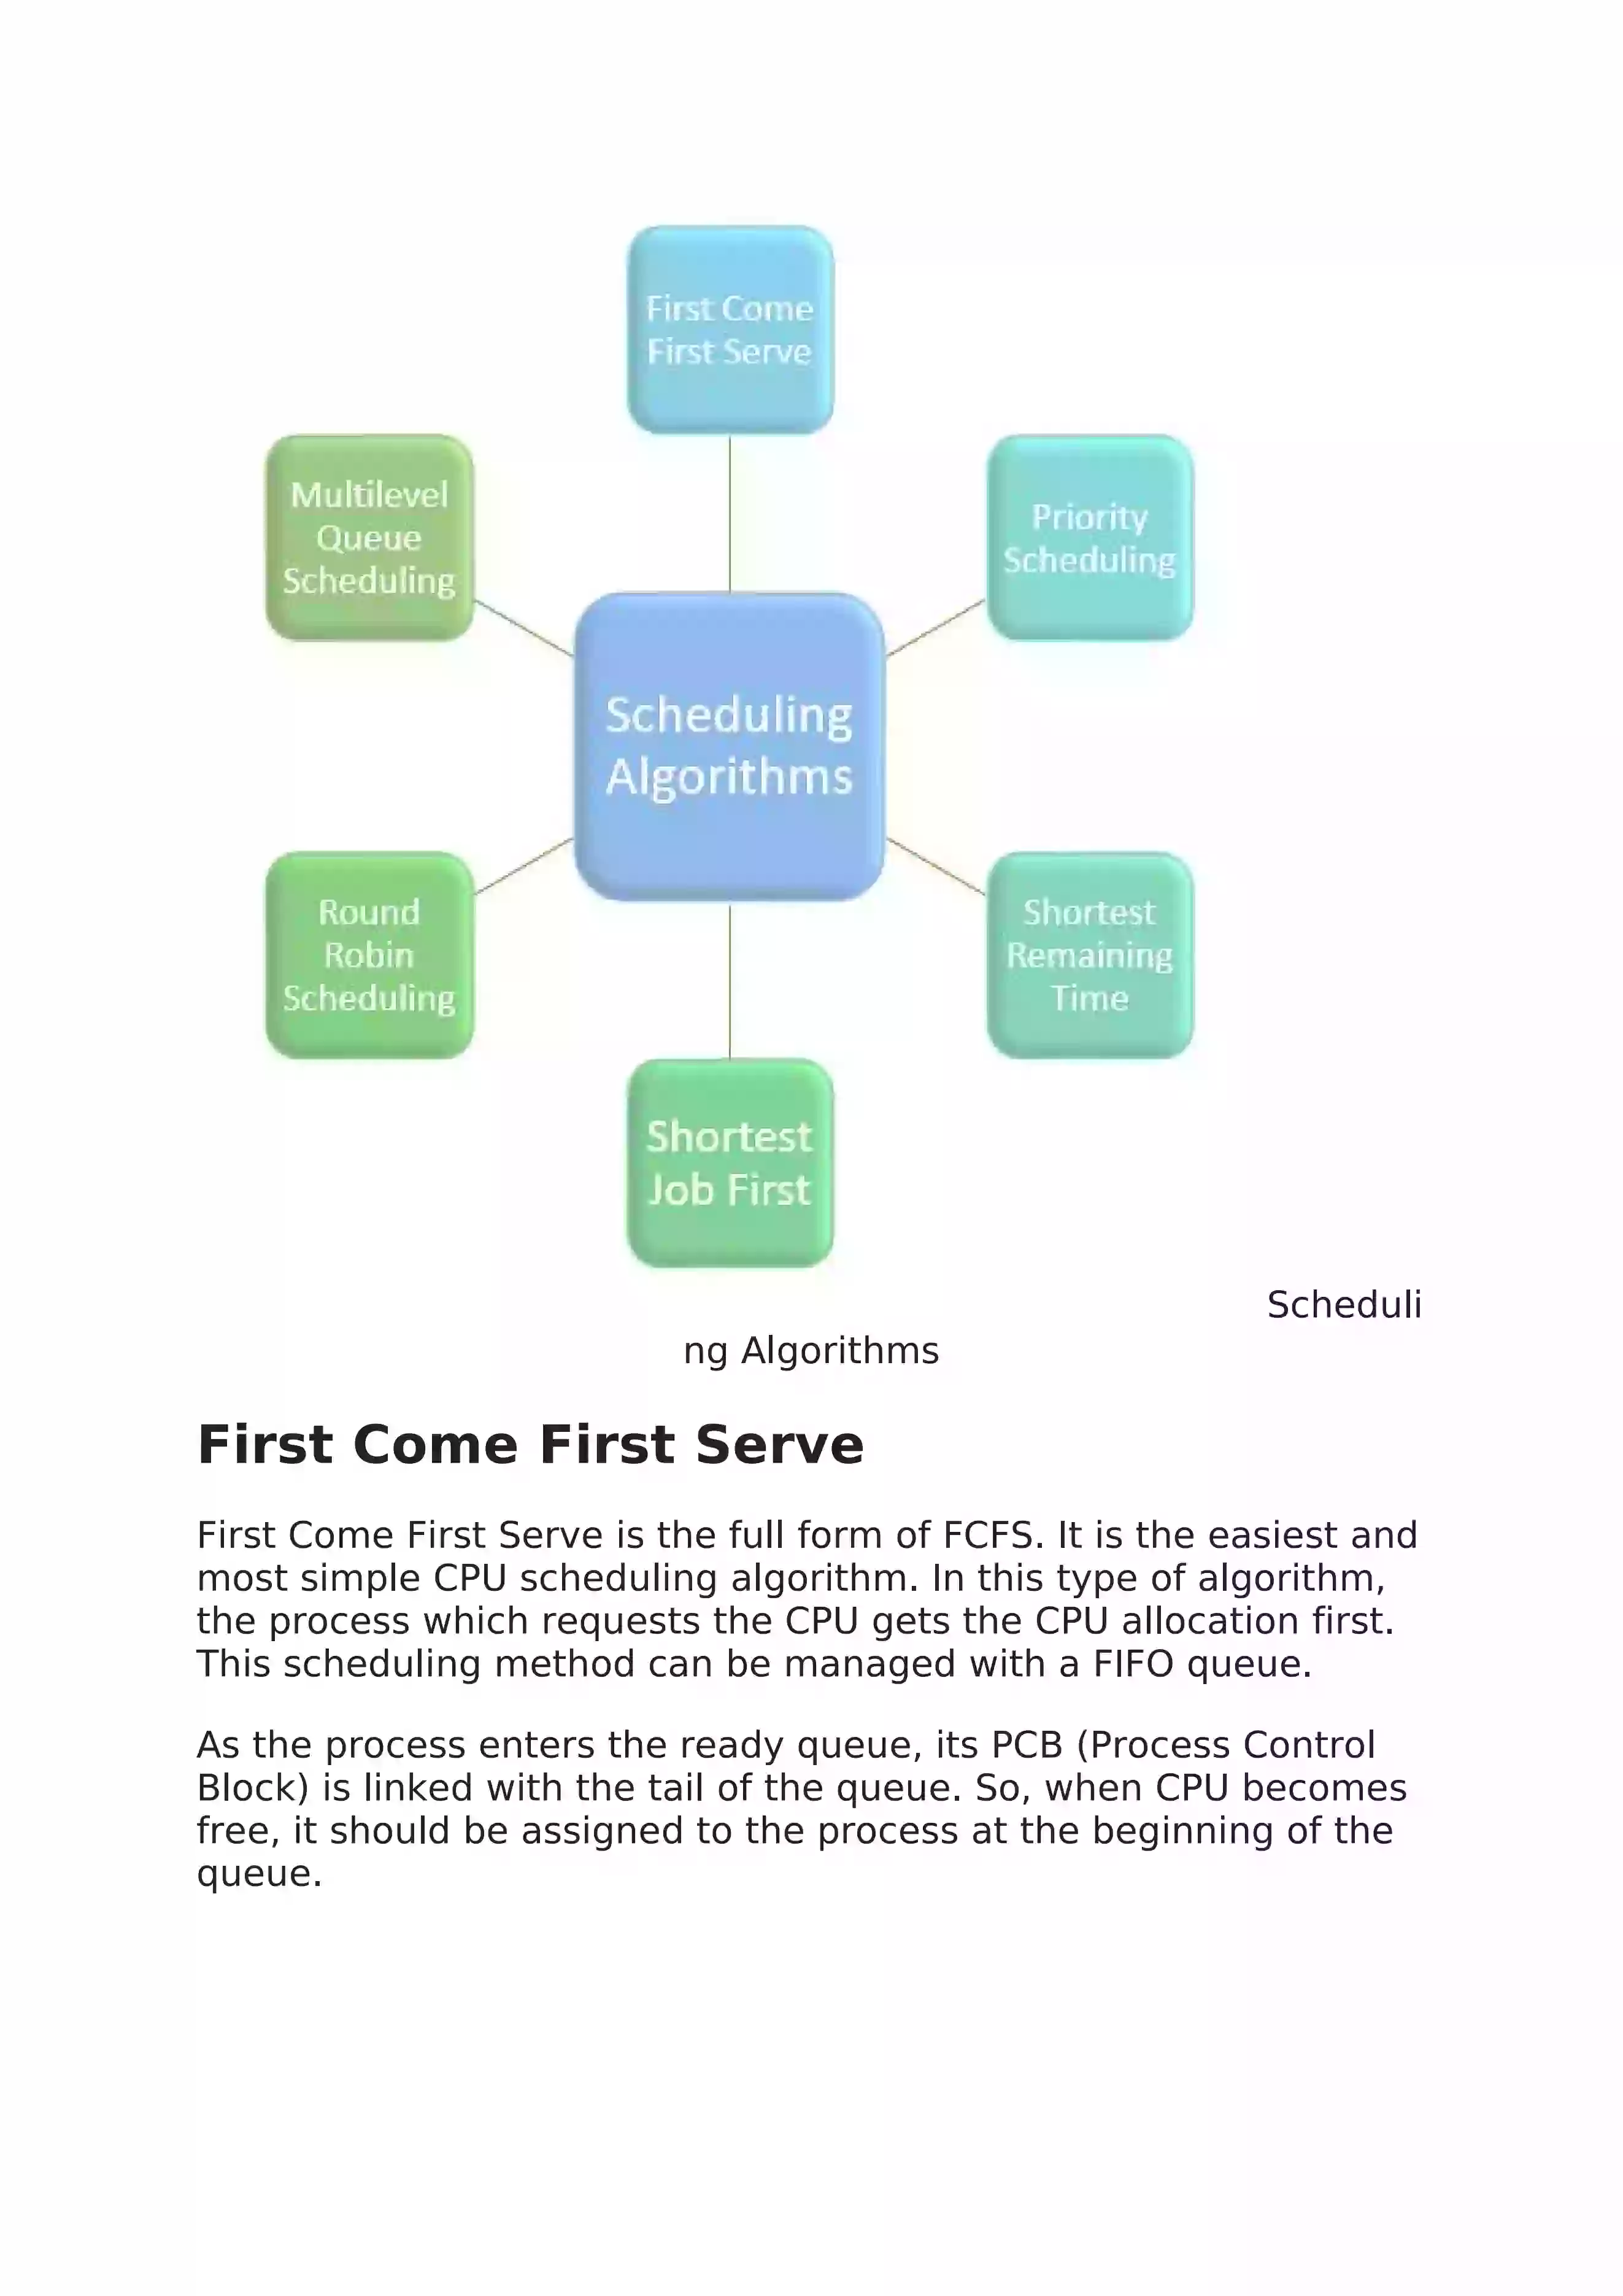 First Come
First Serve
Multilevel
Queue
Scheduling
Priority
Scheduling
Scheduling
Algorithms
Round
Robin
Scheduling
Shortest
Remaining
Time
Shortest
Job First
Scheduli
ng Algorithms
First Come First Serve
First Come First Serve is the full form of FCFS. It is the easiest and
most simple CPU scheduling algorithm. In this type of algorithm,
the process which requests the CPU gets the CPU allocation first.
This scheduling method can be managed with a FIFO queue.
As the process enters the ready queue, its PCB (Process Control
Block) is linked with the tail of the queue. So, when CPU becomes
free, it should be assigned to the process at the beginning of the
queue.